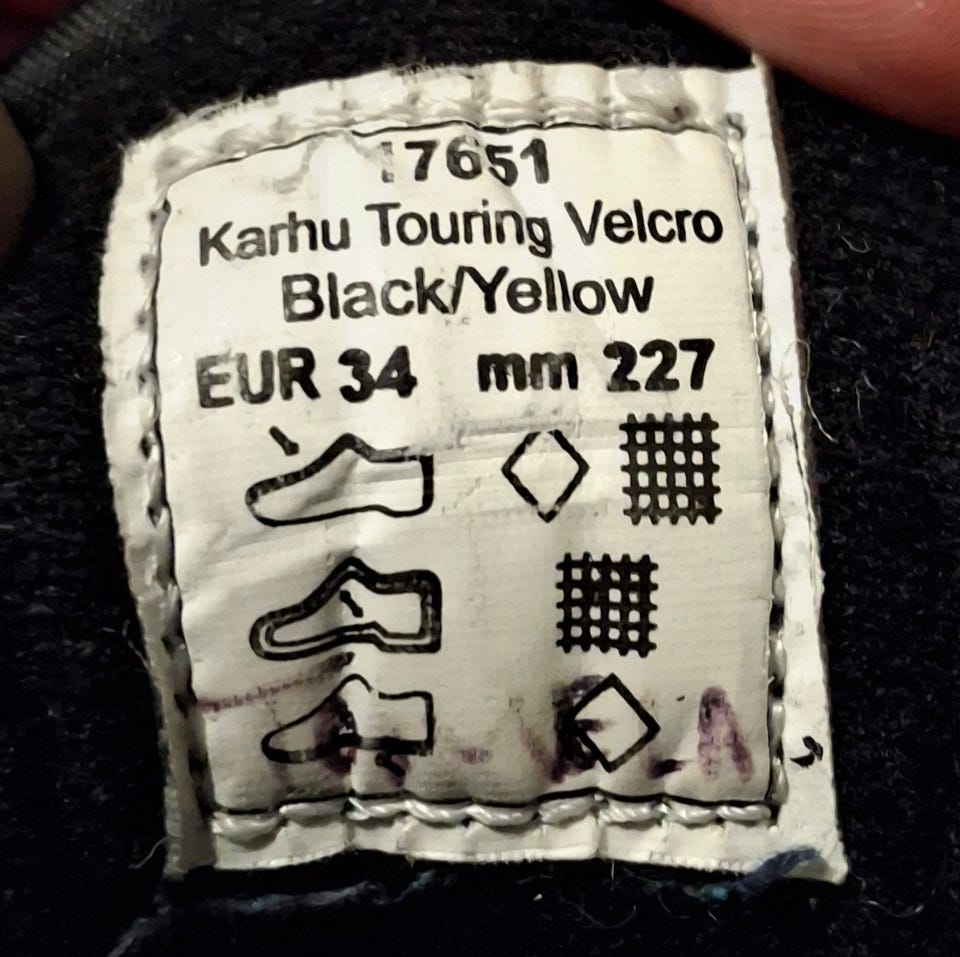 17651
Karhu Touring Velcro
Black/Yellow
EUR 34 mm 227